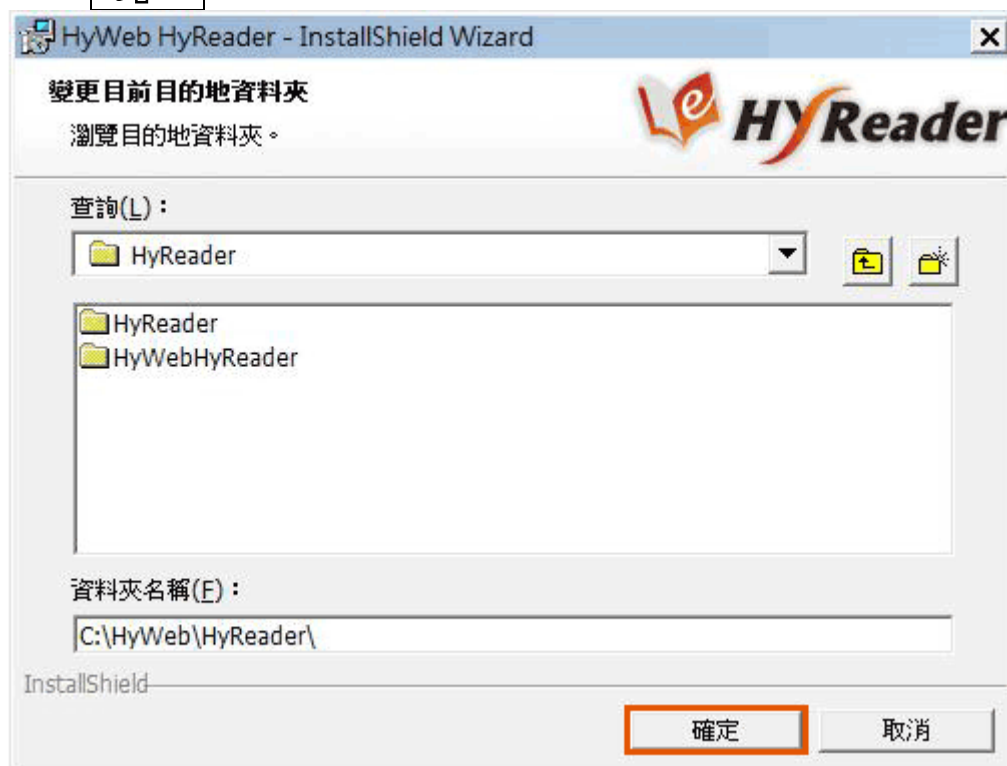 HyWeb HyReader - InstallShield Wizard
變更目前目的地資料夾
瀏覽目的地資料夾。
e HyReader
查詢(L)：
HyReader
HyReader
HyWebHyReader
資料夾名稱(F)：
C:\HyWeb\HyReader\
InstallShield
確定 取消